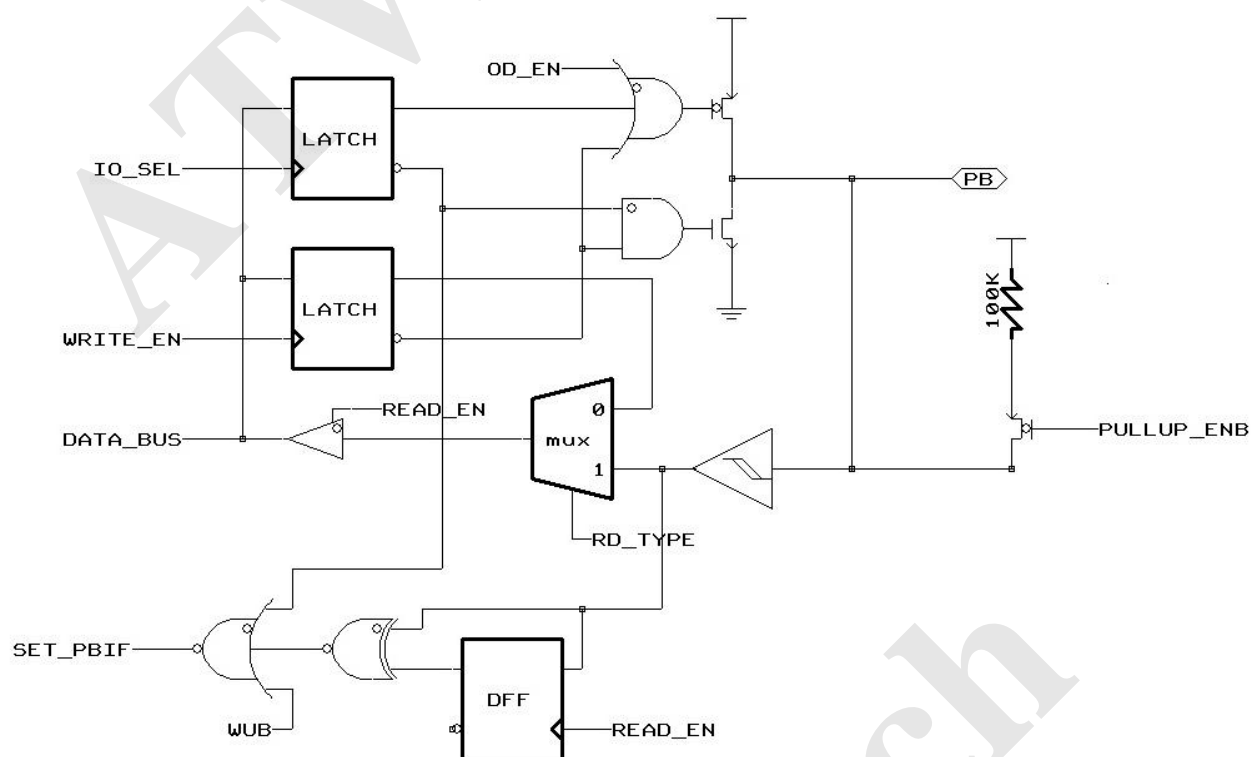 OD_EN
LATCH
IO_SEL
PB
LATCH
100K
WRITE_EN
0
READ_EN
DATA_BUS
mux
PULLUP_ENB
1
RD_TYPE
SET_PBIF
DFF
WUB
READ_EN